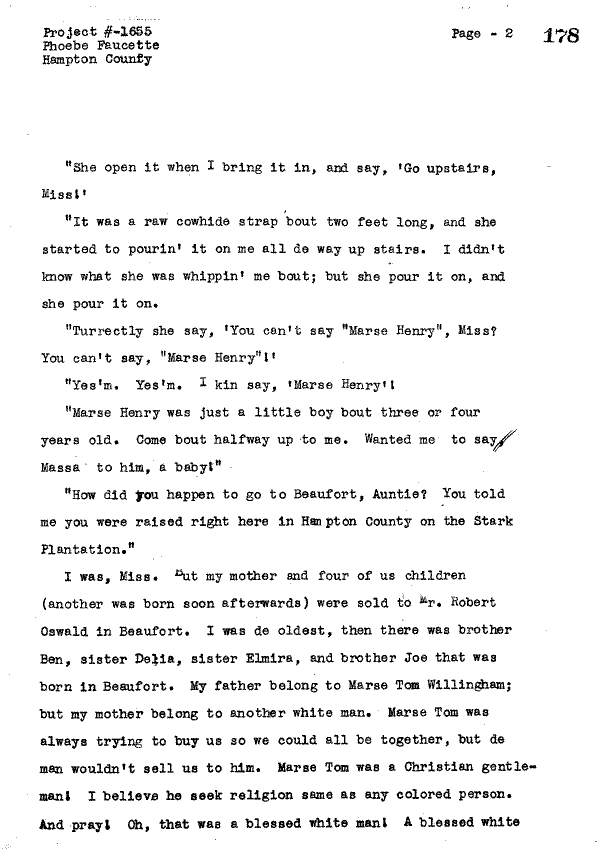 Project #-1655
Phoebe Faucette
Hampton County
Page - 2 178
"She open it when I bring it in, and say, 'Go upstairs,
Miss!'
"It was a raw cowhide strap 'bout two feet long, and she
started to pourin' it on me all de way up stairs. I didn't
know what she was whippin' me bout; but she pour it on, and
she pour it on.
"Turrectly she say, 'You can't say "Marse Henry", Miss?
You can't say, "Marse Henry"!'
"Yes'm. Yes'm. I kin say, 'Marse Henry'!
"Marse Henry was just a little boy bout three or four
years old. Come bout halfway up to me. Wanted me to say
Massa to him, a baby!"
"How did you happen to go to Beaufort, Auntie? You told
me you were raised right here in Hampton County on the Stark
Plantation."
I was, Miss. But my mother and four of us children
(another was born soon afterwards) were sold to Mr. Robert
Oswald in Beaufort. I was de oldest, then there was brother
Ben, sister Delia, sister Elmira, and brother Joe that was
born in Beaufort. My father belong to Marse Tom Willingham;
but my mother belong to another white man. Marse Tom was
always trying to buy us so we could all be together, but de
man wouldn't sell us to him. Marse Tom was a Christian gentle-
man! I believe he seek religion same as any colored person.
And pray! Oh, that was a blessed white man! A blessed white